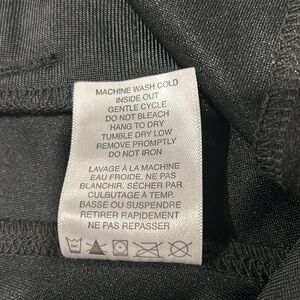 MACHINE WASH COLD
INSIDE OUT
GENTLE CYCLE
DO NOT BLEACH
HANG TO DRY
TUMBLE DRY LOW
REMOVE PROMPTLY
DO NOT IRON
LAVAGE À LA MACHINE
EAU FROIDE. NE PAS
BLANCHIR. SÉCHER PAR
CULBUTAGE À TEMP.
BASSE OU SUSPENDRE
RETIRER RAPIDEMENT
NE PAS REPASSER